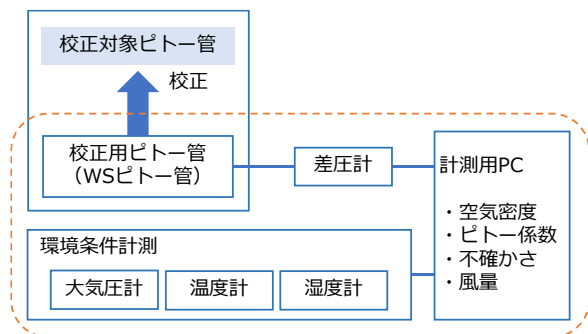 校正対象ピトー管
校正
校正用ピトー管
（WSピトー管）
差圧計
計測用PC
・空気密度
・ピトー係数
・不確かさ
・風量
環境条件計測
大気圧計
温度計
湿度計